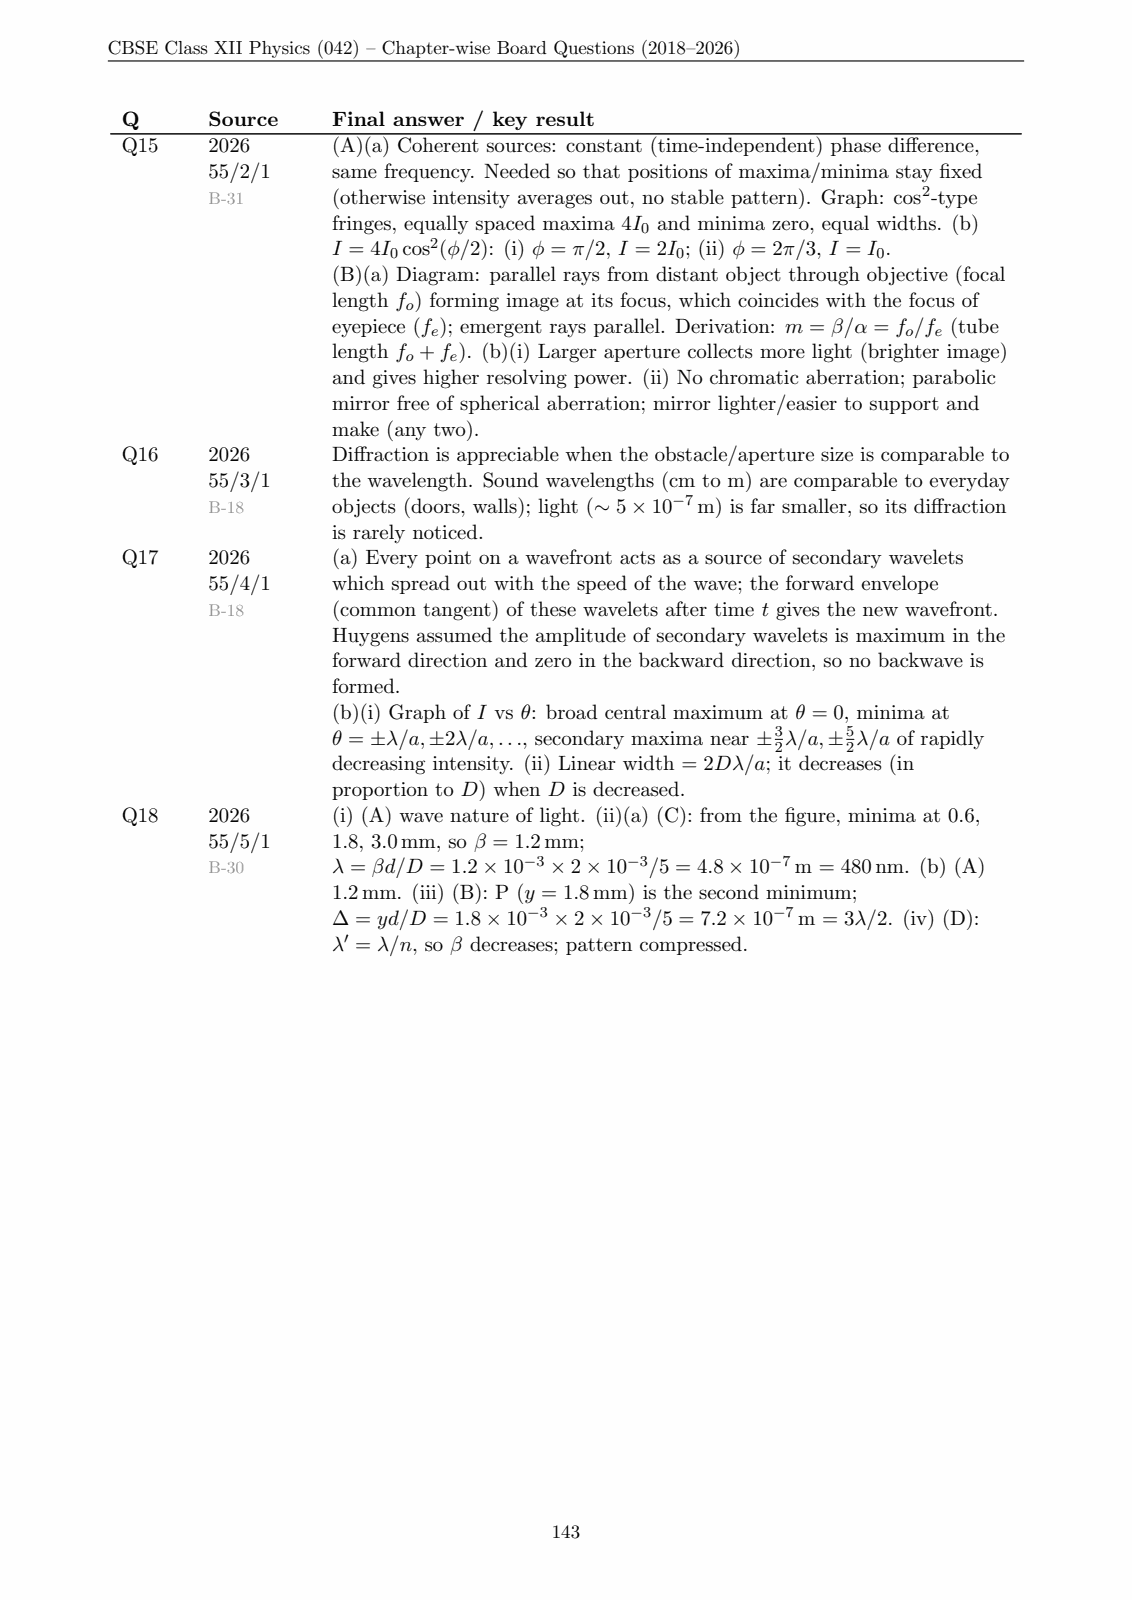 CBSE Class XII Physics (042) – Chapter-wise Board Questions (2018–2026)
Q Source Final answer / key result
Q15 2026 (A)(a) Coherent sources: constant (time-independent) phase difference,
55/2/1 same frequency. Needed so that positions of maxima/minima stay fixed
B-31 (otherwise intensity averages out, no stable pattern). Graph: cos²-type
fringes, equally spaced maxima 4I₀ and minima zero, equal widths. (b)
I = 4I₀ cos²(ϕ/2): (i) ϕ = π/2, I = 2I₀; (ii) ϕ = 2π/3, I = I₀.
(B)(a) Diagram: parallel rays from distant object through objective (focal
length fₒ) forming image at its focus, which coincides with the focus of
eyepiece (fₑ); emergent rays parallel. Derivation: m = β/α = fₒ/fₑ (tube
length fₒ + fₑ). (b)(i) Larger aperture collects more light (brighter image)
and gives higher resolving power. (ii) No chromatic aberration; parabolic
mirror free of spherical aberration; mirror lighter/easier to support and
make (any two).
Q16 2026 Diffraction is appreciable when the obstacle/aperture size is comparable to
55/3/1 the wavelength. Sound wavelengths (cm to m) are comparable to everyday
B-18 objects (doors, walls); light (∼ 5 × 10⁻⁷ m) is far smaller, so its diffraction
is rarely noticed.
Q17 2026 (a) Every point on a wavefront acts as a source of secondary wavelets
55/4/1 which spread out with the speed of the wave; the forward envelope
B-18 (common tangent) of these wavelets after time t gives the new wavefront.
Huygens assumed the amplitude of secondary wavelets is maximum in the
forward direction and zero in the backward direction, so no backwave is
formed.
(b)(i) Graph of I vs θ: broad central maximum at θ = 0, minima at
θ = ±λ/a, ±2λ/a, . . ., secondary maxima near ±3/2λ/a, ±5/2λ/a of rapidly
decreasing intensity. (ii) Linear width = 2Dλ/a; it decreases (in
proportion to D) when D is decreased.
Q18 2026 (i) (A) wave nature of light. (ii)(a) (C): from the figure, minima at 0.6,
55/5/1 1.8, 3.0 mm, so β = 1.2 mm;
B-30 λ = βd/D = 1.2 × 10⁻³ × 2 × 10⁻³/5 = 4.8 × 10⁻⁷ m = 480 nm. (b) (A)
1.2 mm. (iii) (B): P (y = 1.8 mm) is the second minimum;
Δ = yd/D = 1.8 × 10⁻³ × 2 × 10⁻³/5 = 7.2 × 10⁻⁷ m = 3λ/2. (iv) (D):
λ′ = λ/n, so β decreases; pattern compressed.
143